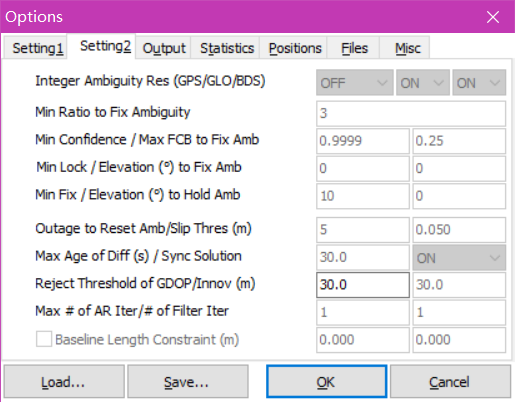 Options
Setting1 Setting2 Output Statistics Positions Files Misc
Integer Ambiguity Res (GPS/GLO/BDS) OFF ON ON
Min Ratio to Fix Ambiguity 3
Min Confidence / Max FCB to Fix Amb 0.9999 0.25
Min Lock / Elevation (°) to Fix Amb 0 0
Min Fix / Elevation (°) to Hold Amb 10 0
Outage to Reset Amb/Slip Thres (m) 5 0.050
Max Age of Diff (s) / Sync Solution 30.0 ON
Reject Threshold of GDOP/Innov (m) 30.0 30.0
Max # of AR Iter/# of Filter Iter 1 1
Baseline Length Constraint (m) 0.000 0.000
Load... Save... OK Cancel